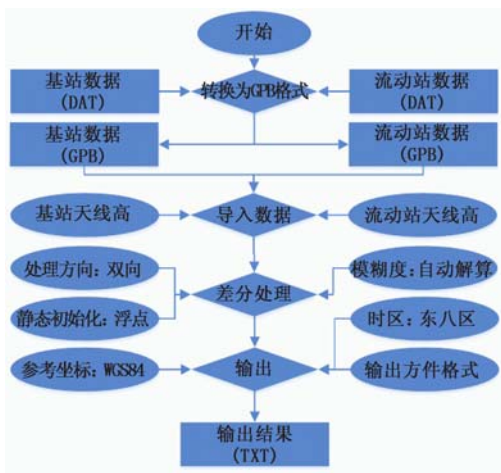 开始
基站数据
(DAT)
转换为GPB格式
流动站数据
(DAT)
基站数据
(GPB)
流动站数据
(GPB)
基站天线高
导入数据
流动站天线高
处理方向：双向
模糊度：自动解算
差分处理
静态初始化：浮点
时区：东八区
参考坐标：WGS84
输出
输出方件格式
输出结果
(TXT)